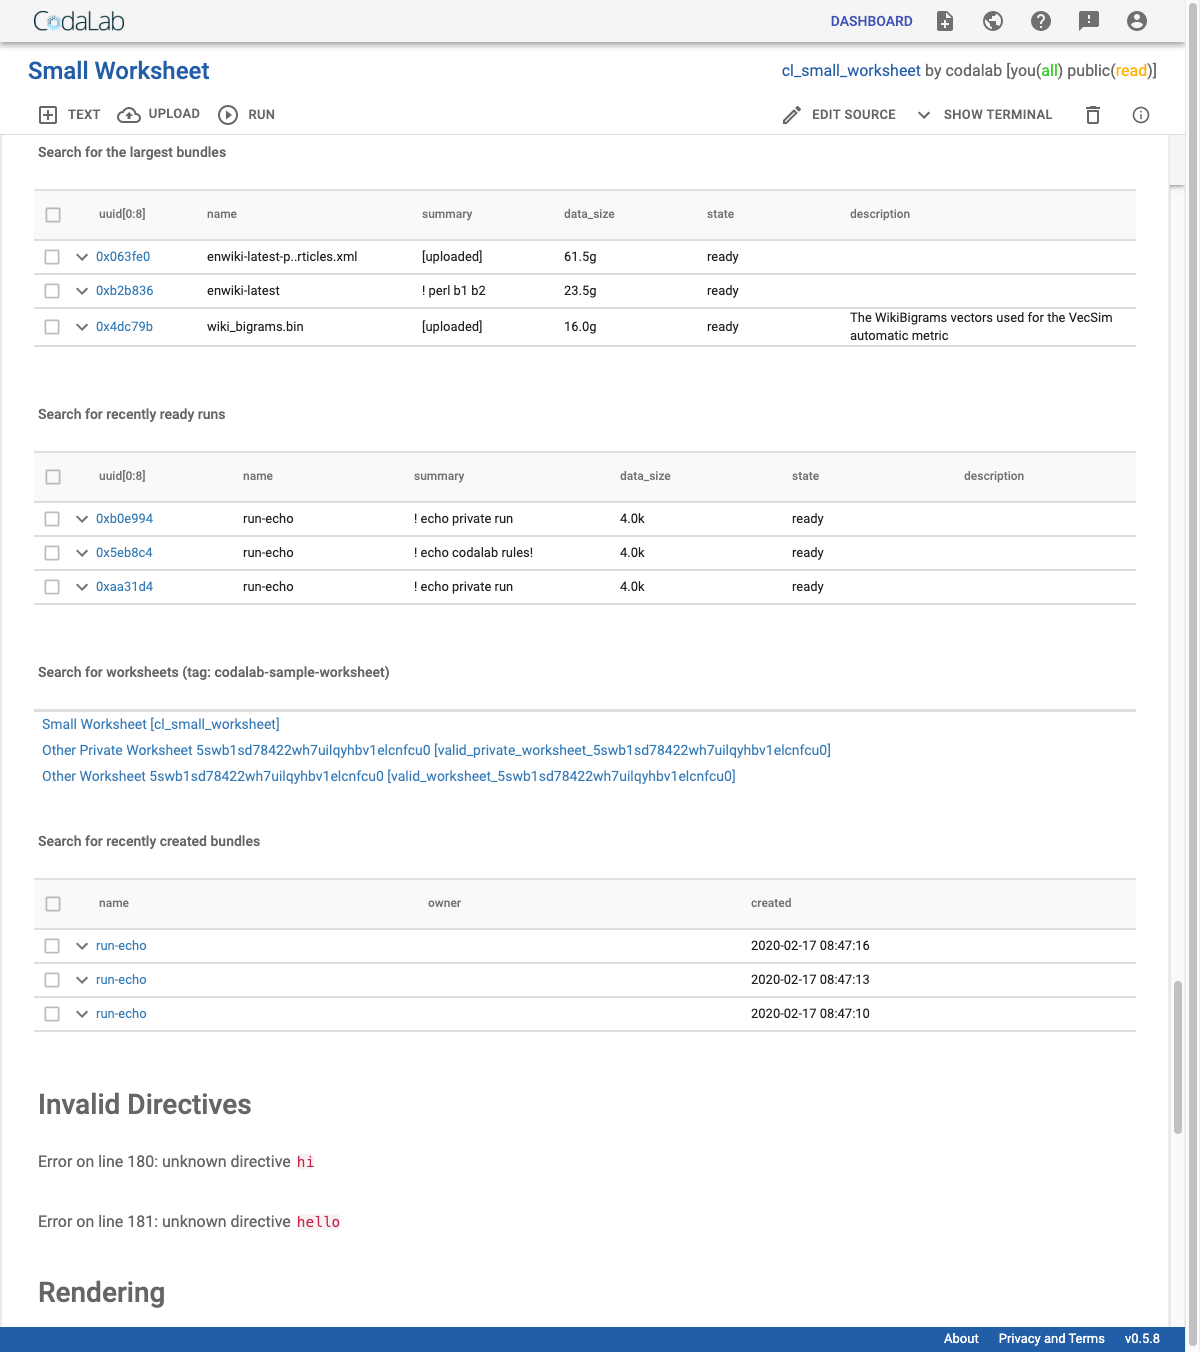 CodaLab DASHBOARD
Small Worksheet cl_small_worksheet by codalab [you(all) public(read)]
TEXT UPLOAD RUN EDIT SOURCE SHOW TERMINAL
Search for the largest bundles
uuid[0:8] name summary data_size state description
0x063fe0 enwiki-latest-p..rticles.xml [uploaded] 61.5g ready
0xb2b836 enwiki-latest ! perl b1 b2 23.5g ready
0x4dc79b wiki_bigrams.bin [uploaded] 16.0g ready The WikiBigrams vectors used for the VecSim
automatic metric
Search for recently ready runs
uuid[0:8] name summary data_size state description
0xb0e994 run-echo ! echo private run 4.0k ready
0x5eb8c4 run-echo ! echo codalab rules! 4.0k ready
0xaa31d4 run-echo ! echo private run 4.0k ready
Search for worksheets (tag: codalab-sample-worksheet)
Small Worksheet [cl_small_worksheet]
Other Private Worksheet 5swb1sd78422wh7uilqyhbv1elcnfcu0 [valid_private_worksheet_5swb1sd78422wh7uilqyhbv1elcnfcu0]
Other Worksheet 5swb1sd78422wh7uilqyhbv1elcnfcu0 [valid_worksheet_5swb1sd78422wh7uilqyhbv1elcnfcu0]
Search for recently created bundles
name owner created
run-echo 2020-02-17 08:47:16
run-echo 2020-02-17 08:47:13
run-echo 2020-02-17 08:47:10
Invalid Directives
Error on line 180: unknown directive hi
Error on line 181: unknown directive hello
Rendering
About Privacy and Terms v0.5.8